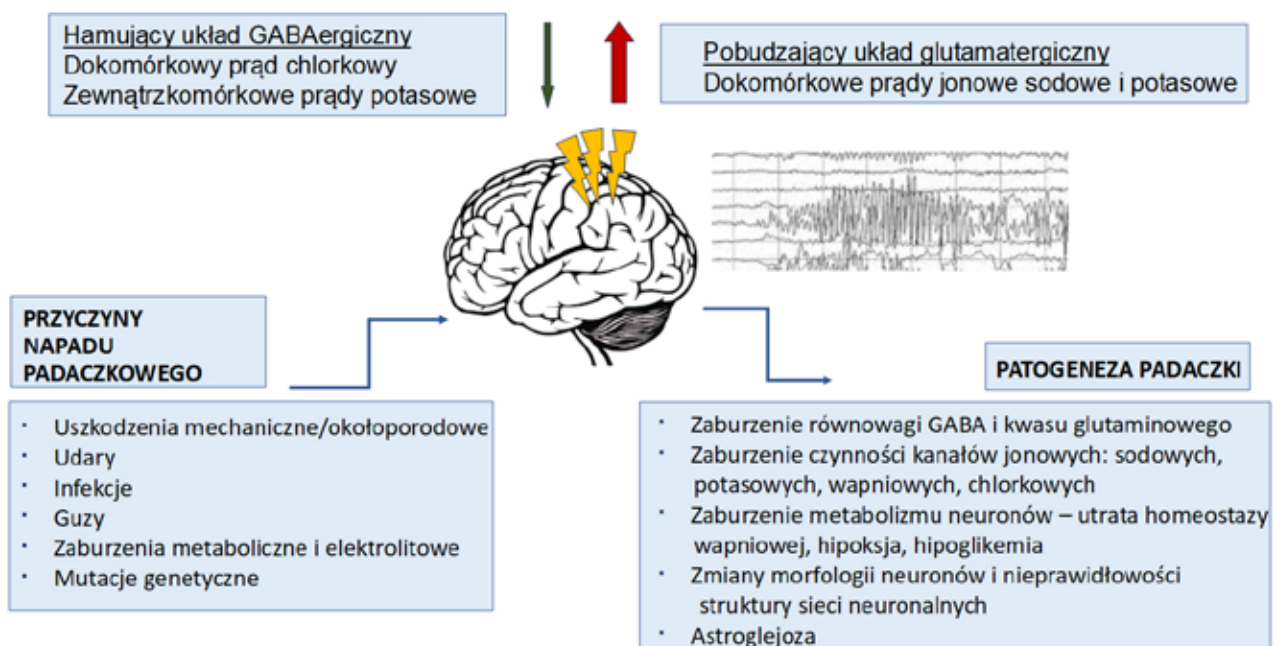 Hamujący układ GABAergiczny
Dokomórkowy prąd chlorkowy
Zewnątrzkomórkowe prądy potasowe
Pobudzający układ glutamatergiczny
Dokomórkowe prądy jonowe sodowe i potasowe
PRZYCZYNY
NAPADU
PADACZKOWEGO
· Uszkodzenia mechaniczne/okołoporodowe
· Udary
· Infekcje
· Guzy
· Zaburzenia metaboliczne i elektrolitowe
· Mutacje genetyczne
PATOGENEZA PADACZKI
· Zaburzenie równowagi GABA i kwasu glutaminowego
· Zaburzenie czynności kanałów jonowych: sodowych,
potasowych, wapniowych, chlorkowych
· Zaburzenie metabolizmu neuronów – utrata homeostazy
wapniowej, hipoksja, hipoglikemia
· Zmiany morfologii neuronów i nieprawidłowości
struktury sieci neuronalnych
· Astroglejoza